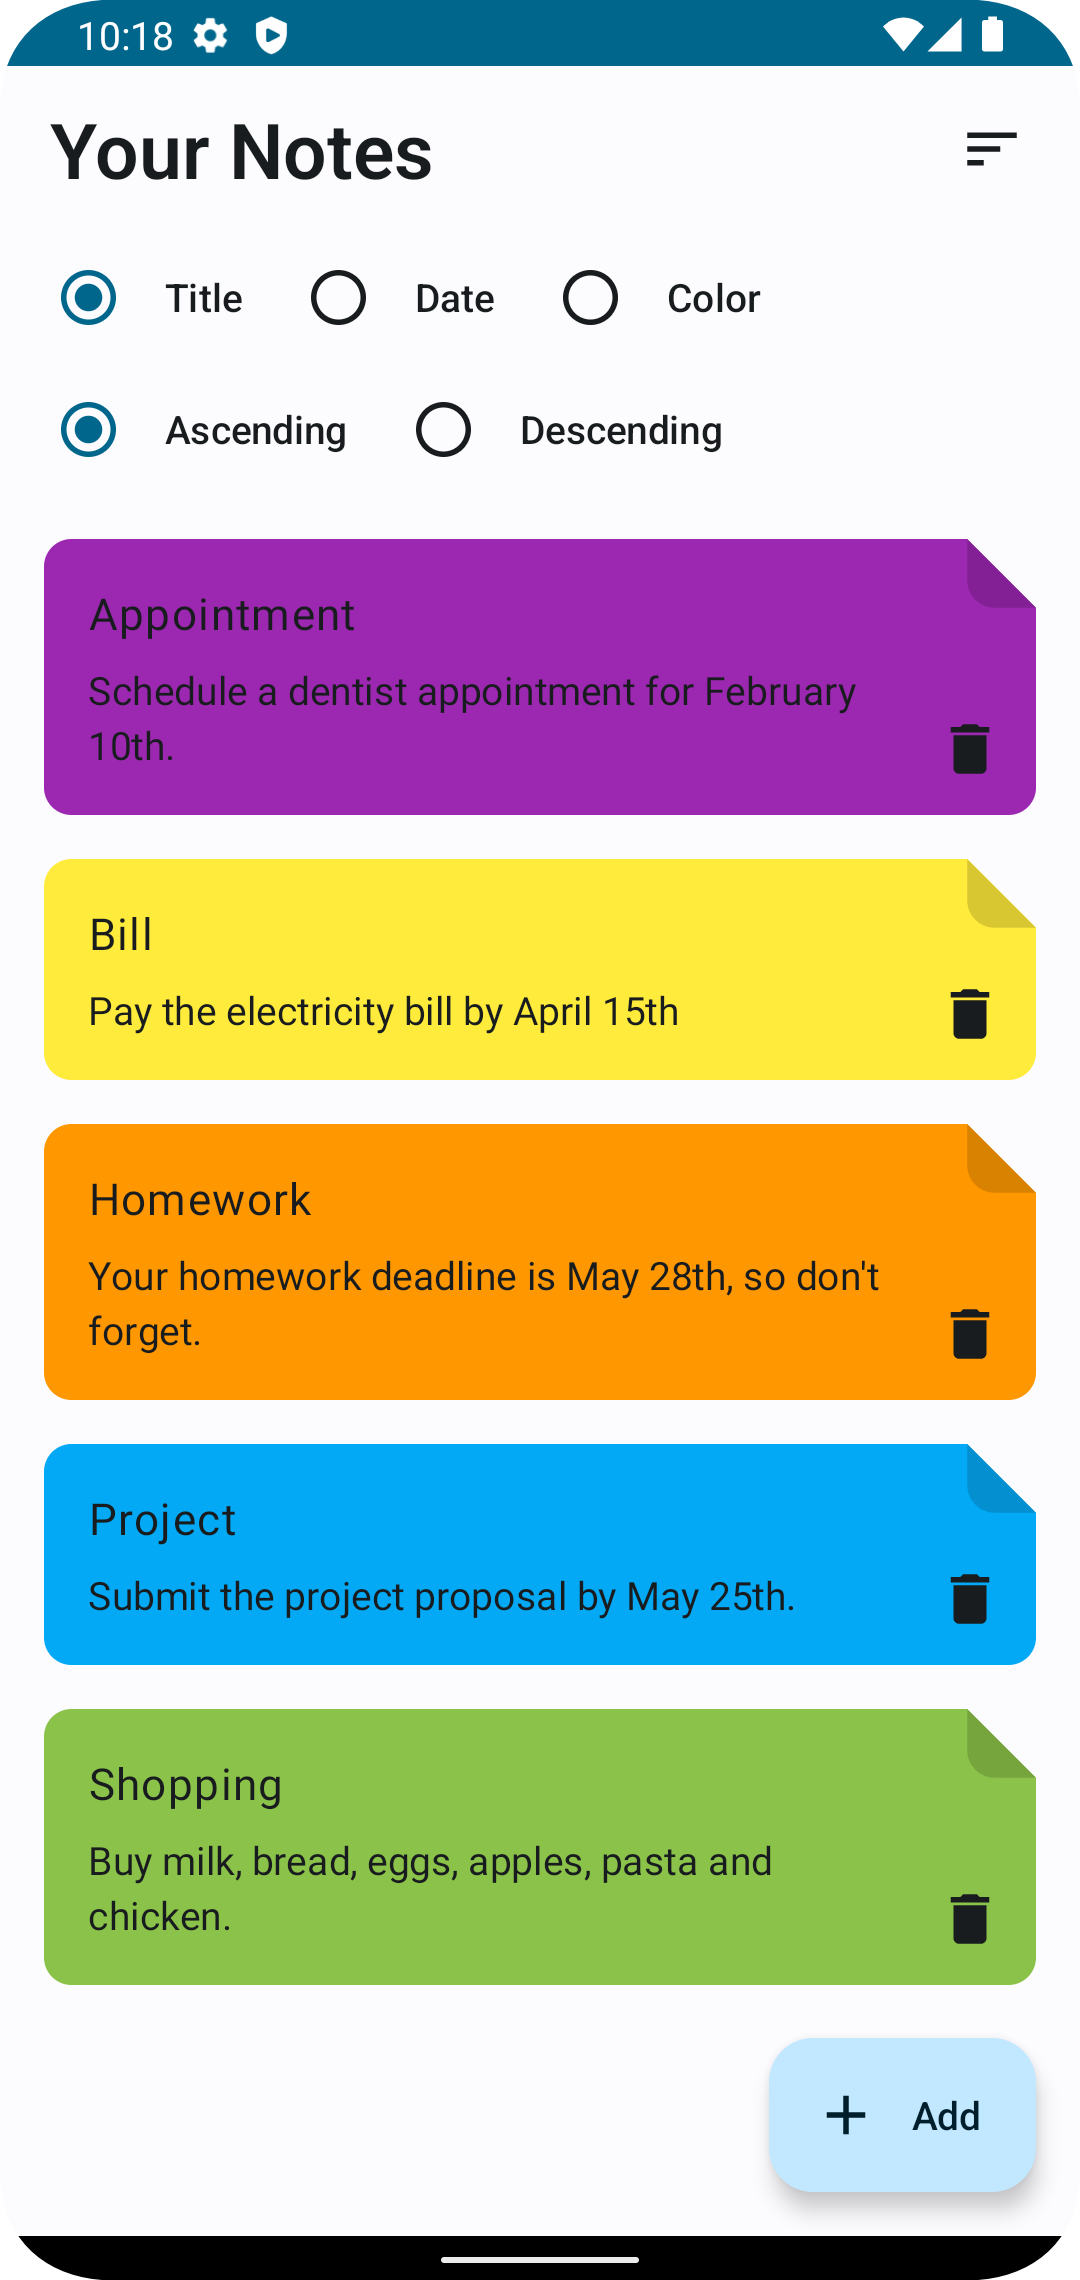 10:18
Your Notes
Title Date Color
Ascending Descending
Appointment
Schedule a dentist appointment for February
10th.
Bill
Pay the electricity bill by April 15th
Homework
Your homework deadline is May 28th, so don't
forget.
Project
Submit the project proposal by May 25th.
Shopping
Buy milk, bread, eggs, apples, pasta and
chicken.
Add